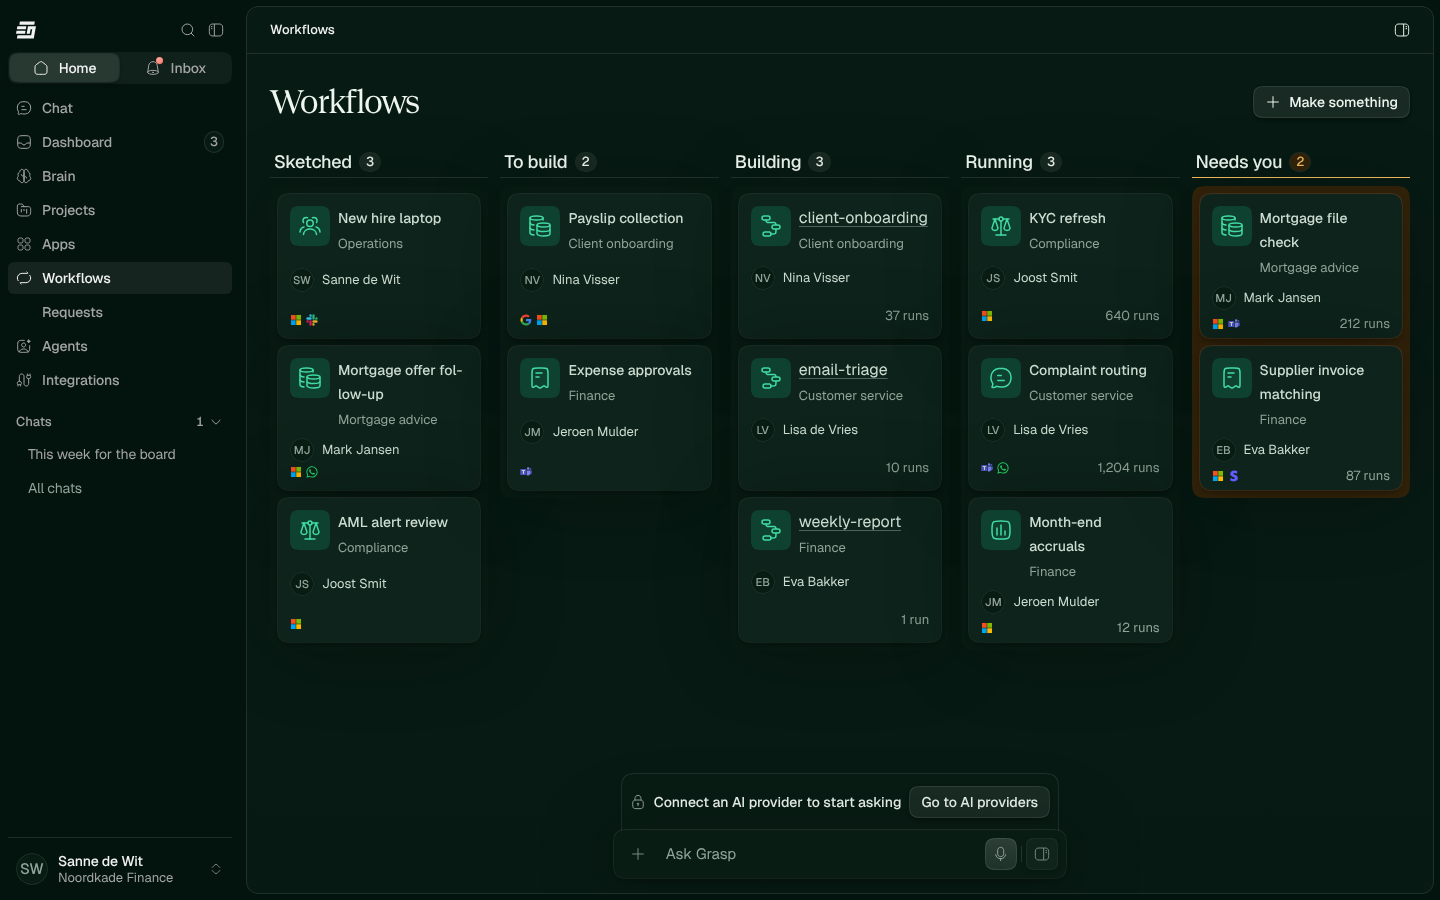 Home
Inbox
Chat
Dashboard 3
Brain
Projects
Apps
Workflows
Requests
Agents
Integrations
Chats 1
This week for the board
All chats
SW
Sanne de Wit
Noordkade Finance
Workflows
Workflows
Make something
Sketched 3
New hire laptop
Operations
SW Sanne de Wit
Mortgage offer fol-
low-up
Mortgage advice
MJ Mark Jansen
AML alert review
Compliance
JS Joost Smit
To build 2
Payslip collection
Client onboarding
NV Nina Visser
Expense approvals
Finance
JM Jeroen Mulder
Building 3
client-onboarding
Client onboarding
NV Nina Visser
37 runs
email-triage
Customer service
LV Lisa de Vries
10 runs
weekly-report
Finance
EB Eva Bakker
1 run
Running 3
KYC refresh
Compliance
JS Joost Smit
640 runs
Complaint routing
Customer service
LV Lisa de Vries
1,204 runs
Month-end
accruals
Finance
JM Jeroen Mulder
12 runs
Needs you 2
Mortgage file
check
Mortgage advice
MJ Mark Jansen
212 runs
Supplier invoice
matching
Finance
EB Eva Bakker
87 runs
Connect an AI provider to start asking
Go to AI providers
Ask Grasp